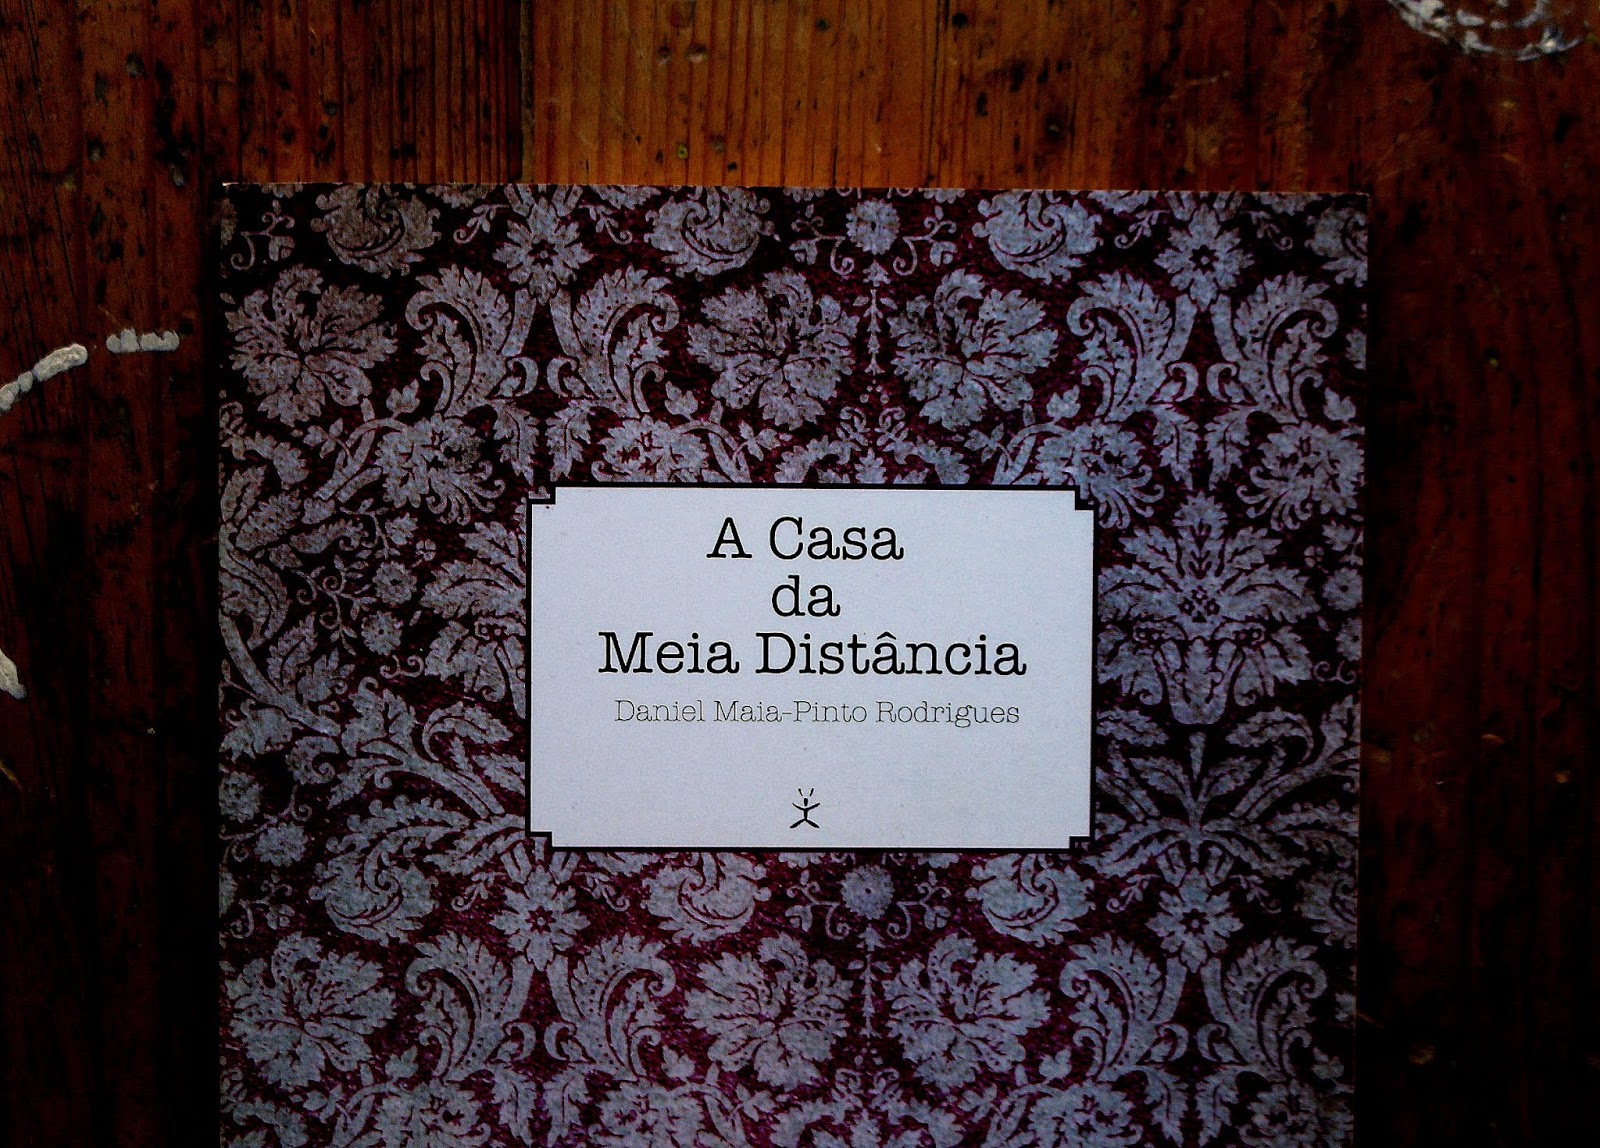 A Casa
da
Meia Distância
Daniel Maia-Pinto Rodrigues